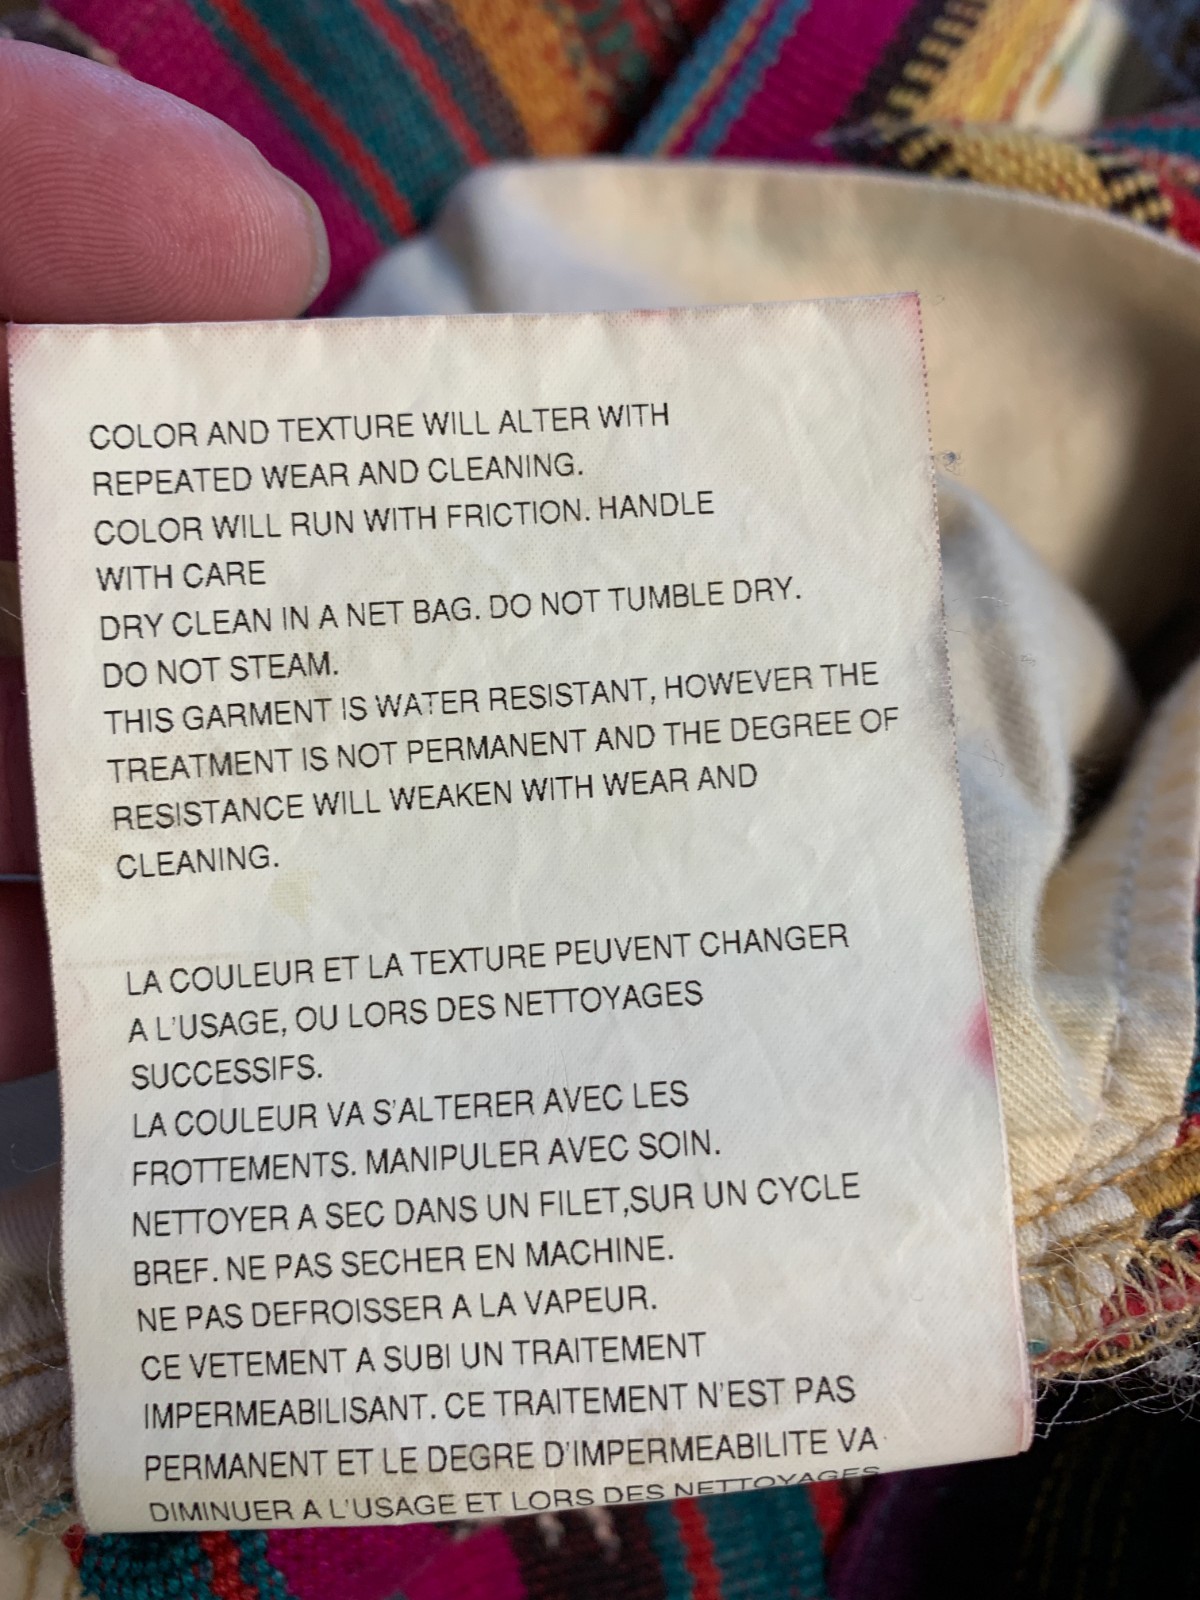 COLOR AND TEXTURE WILL ALTER WITH
REPEATED WEAR AND CLEANING.
COLOR WILL RUN WITH FRICTION. HANDLE
WITH CARE
DRY CLEAN IN A NET BAG. DO NOT TUMBLE DRY.
DO NOT STEAM.
THIS GARMENT IS WATER RESISTANT, HOWEVER THE
TREATMENT IS NOT PERMANENT AND THE DEGREE OF
RESISTANCE WILL WEAKEN WITH WEAR AND
CLEANING.
LA COULEUR ET LA TEXTURE PEUVENT CHANGER
A L'USAGE, OU LORS DES NETTOYAGES
SUCCESSIFS.
LA COULEUR VA S'ALTERER AVEC LES
FROTTEMENTS. MANIPULER AVEC SOIN.
NETTOYER A SEC DANS UN FILET,SUR UN CYCLE
BREF. NE PAS SECHER EN MACHINE.
NE PAS DEFROISSER A LA VAPEUR.
CE VETEMENT A SUBI UN TRAITEMENT
IMPERMEABILISANT. CE TRAITEMENT N'EST PAS
PERMANENT ET LE DEGRE D'IMPERMEABILITE VA
DIMINUER A L'USAGE ET LORS DES NETTOYAGES